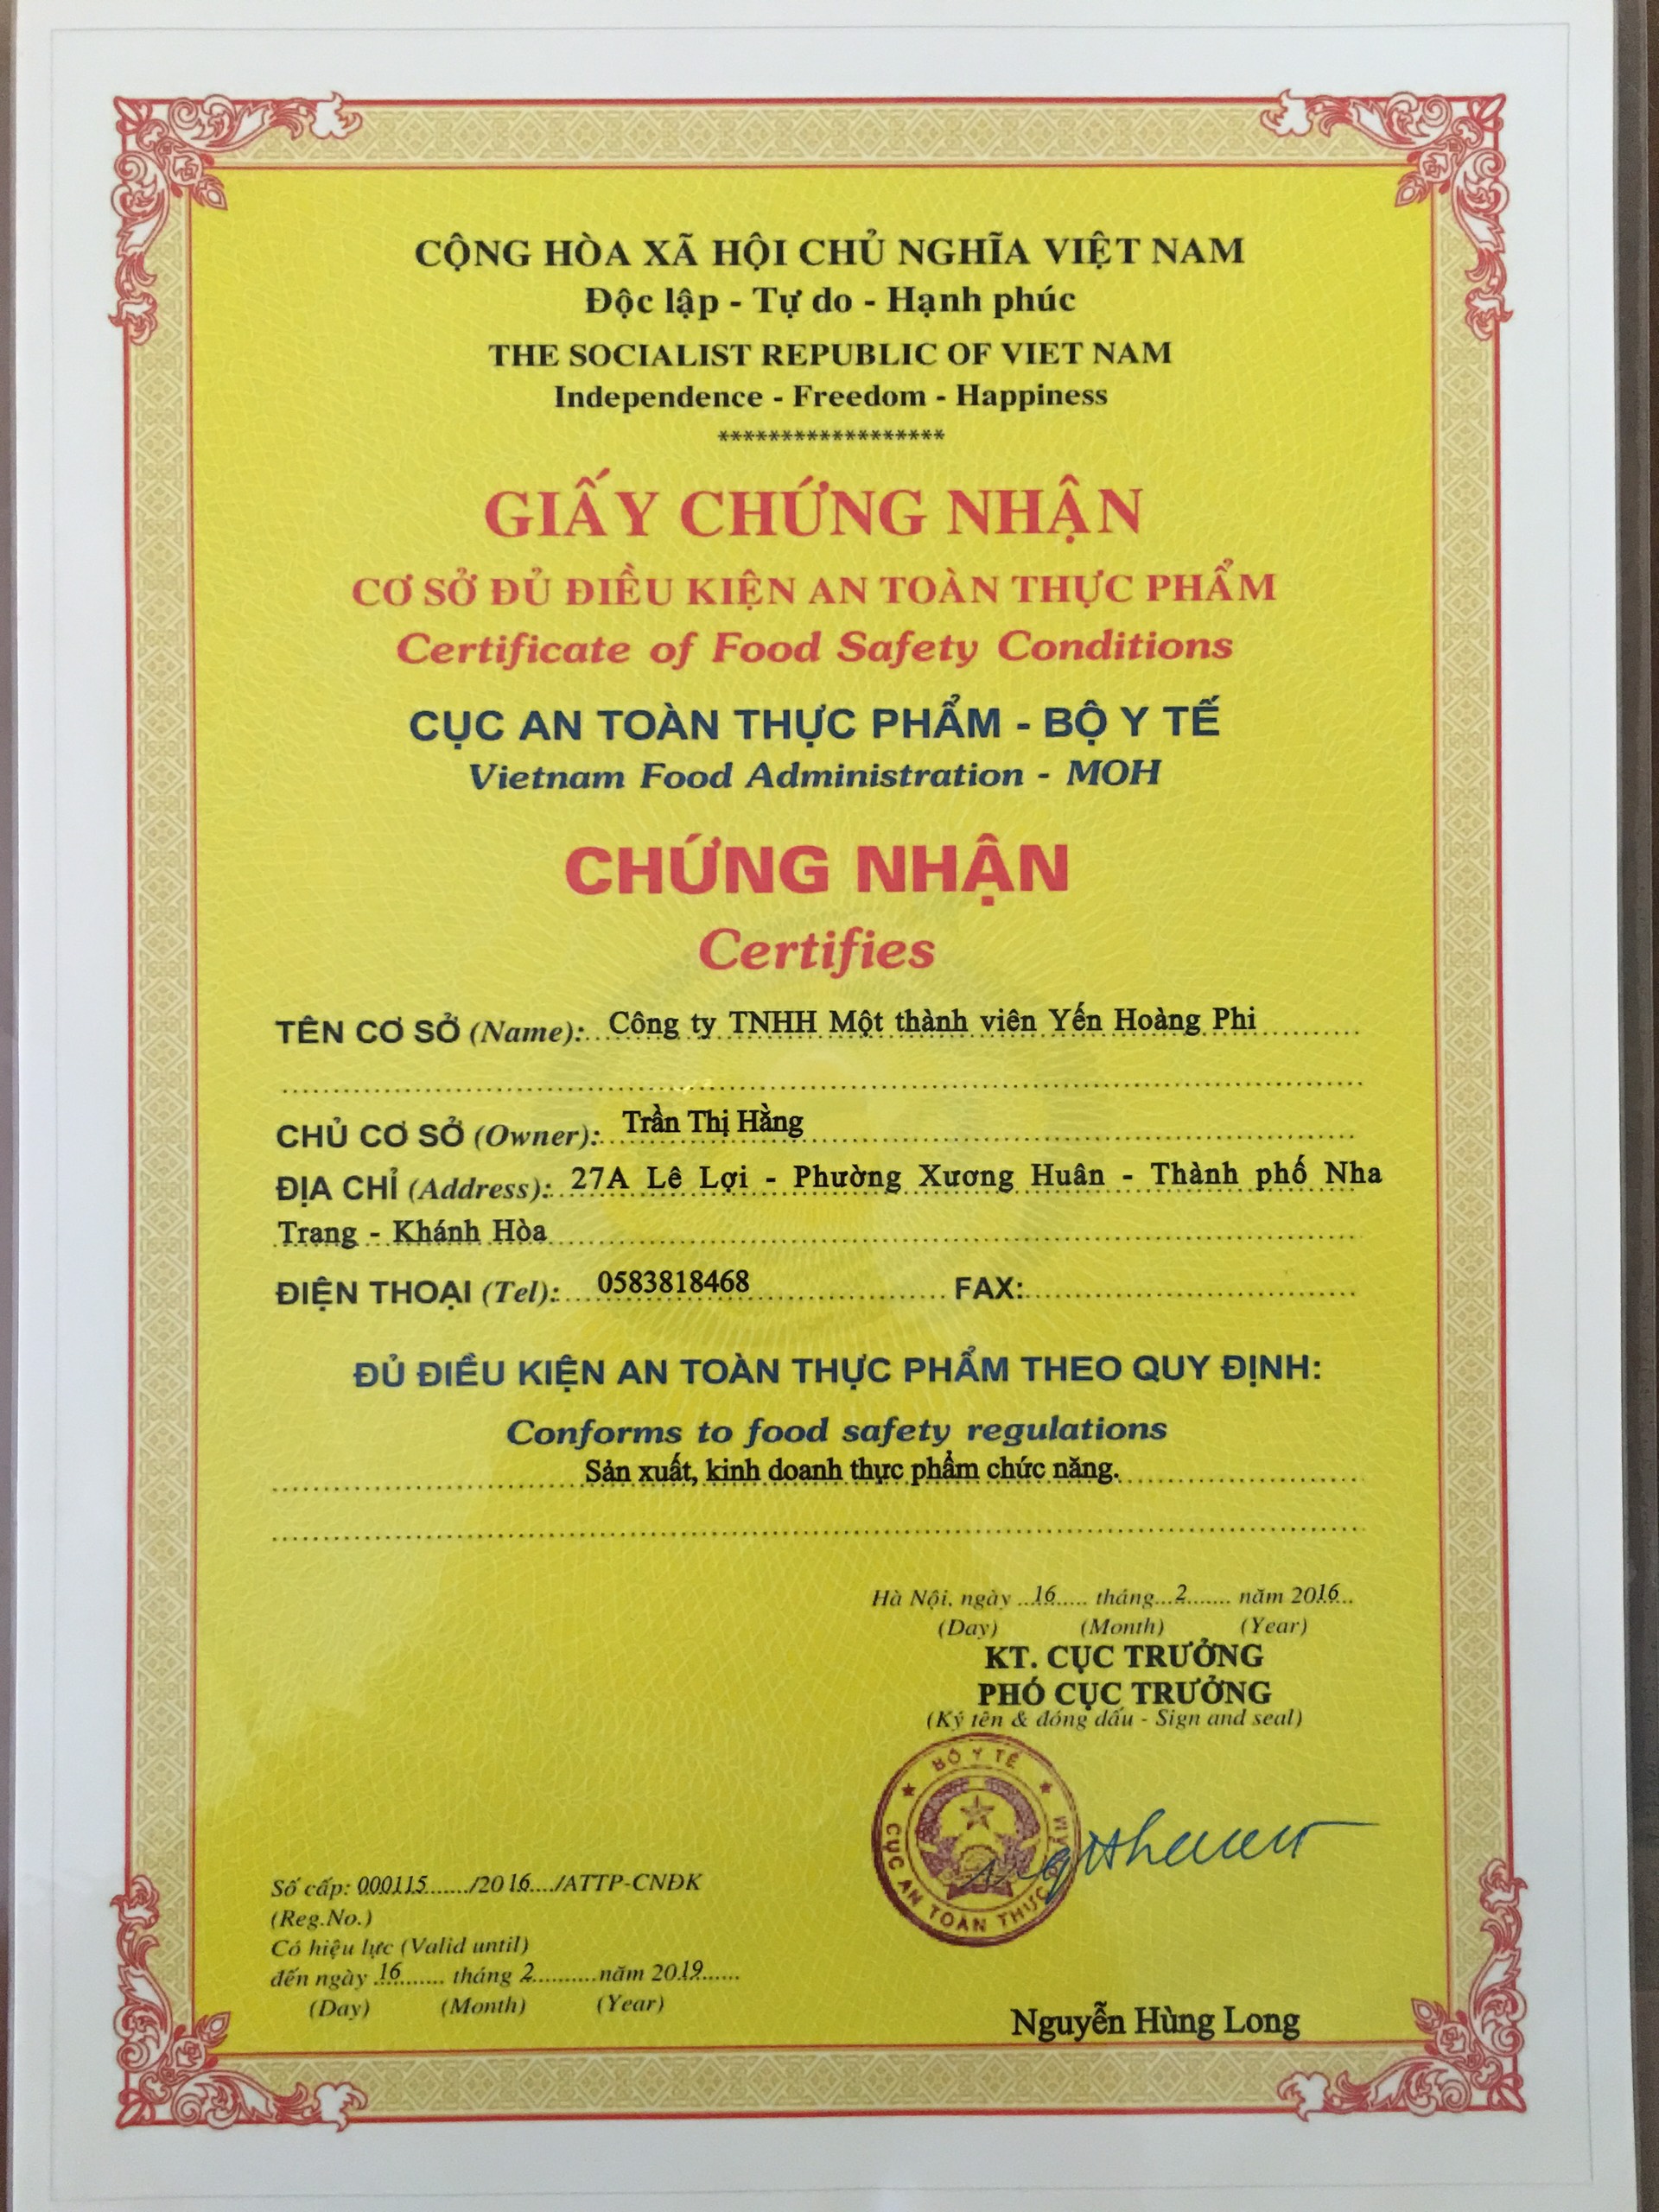 CỘNG HÒA XÃ HỘI CHỦ NGHĨA VIỆT NAM
Độc lập - Tự do - Hạnh phúc
THE SOCIALIST REPUBLIC OF VIET NAM
Independence - Freedom - Happiness
******************
GIẤY CHỨNG NHẬN
CƠ SỞ ĐỦ ĐIỀU KIỆN AN TOÀN THỰC PHẨM
Certificate of Food Safety Conditions
CỤC AN TOÀN THỰC PHẨM - BỘ Y TẾ
Vietnam Food Administration - MOH
CHỨNG NHẬN
Certifies
TÊN CƠ SỞ (Name): Công ty TNHH Một thành viên Yến Hoàng Phi
CHỦ CƠ SỞ (Owner): Trần Thị Hằng
ĐỊA CHỈ (Address): 27A Lê Lợi - Phường Xương Huân - Thành phố Nha
Trang - Khánh Hòa
ĐIỆN THOẠI (Tel): 0583818468 FAX:
ĐỦ ĐIỀU KIỆN AN TOÀN THỰC PHẨM THEO QUY ĐỊNH:
Conforms to food safety regulations
Sản xuất, kinh doanh thực phẩm chức năng.
Hà Nội, ngày 16 tháng 2 năm 2016
(Day) (Month) (Year)
KT. CỤC TRƯỞNG
PHÓ CỤC TRƯỞNG
(Ký tên & đóng dấu - Sign and seal)
BỘ Y TẾ
CỤC AN TOÀN THỰC
Số cấp: 000115/2016/ATTP-CNĐK
(Reg.No.)
Có hiệu lực (Valid until)
đến ngày 16 tháng 2 năm 2019
(Day) (Month) (Year)
Nguyễn Hùng Long